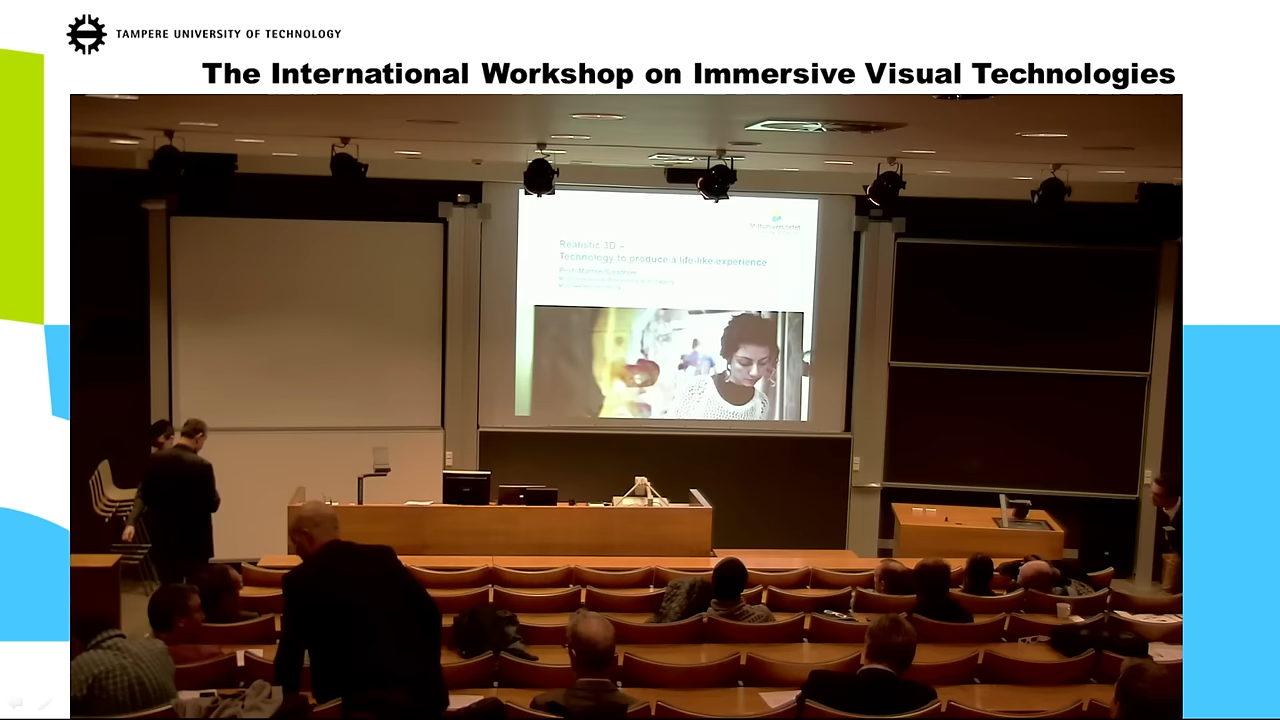 TAMPERE UNIVERSITY OF TECHNOLOGY
The International Workshop on Immersive Visual Technologies
Mittuniversitetet
Realistic 3D –
Technology to produce a life-like experience